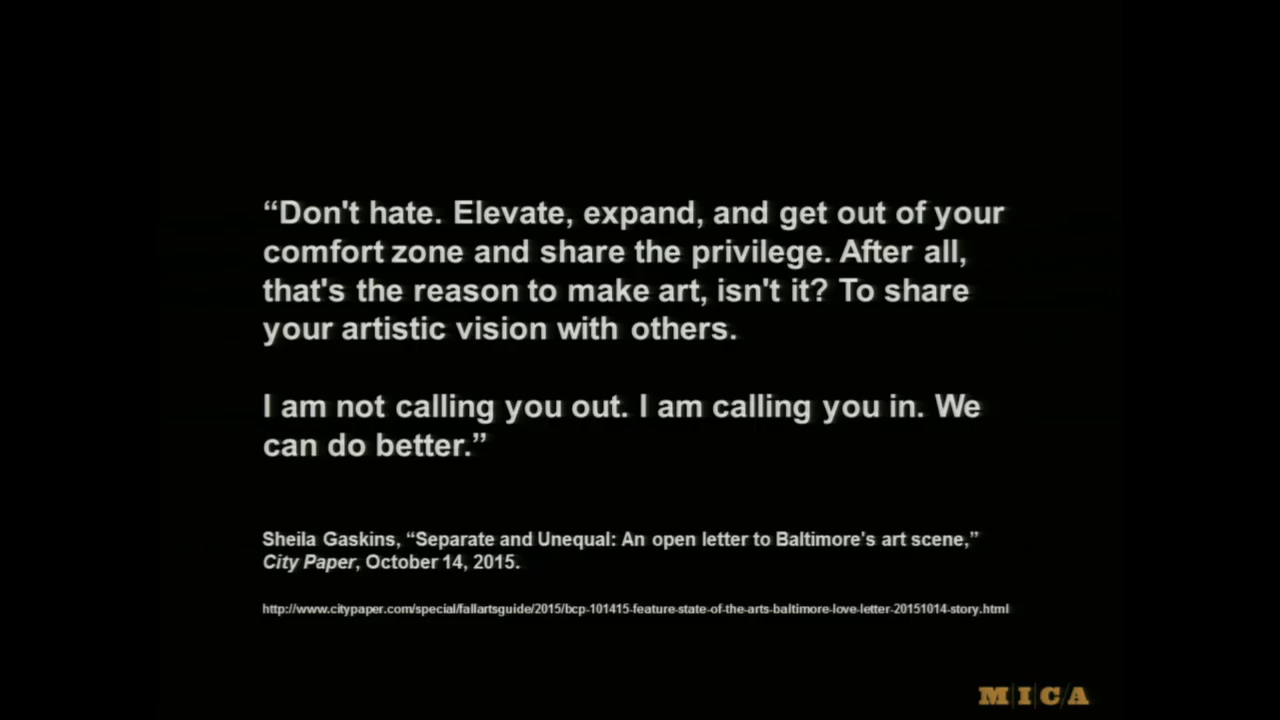 “Don't hate. Elevate, expand, and get out of your
comfort zone and share the privilege. After all,
that's the reason to make art, isn't it? To share
your artistic vision with others.
I am not calling you out. I am calling you in. We
can do better.”
Sheila Gaskins, “Separate and Unequal: An open letter to Baltimore's art scene,”
City Paper, October 14, 2015.
http://www.citypaper.com/special/fallartsguide/2015/bcp-101415-feature-state-of-the-arts-baltimore-love-letter-20151014-story.html
MICA